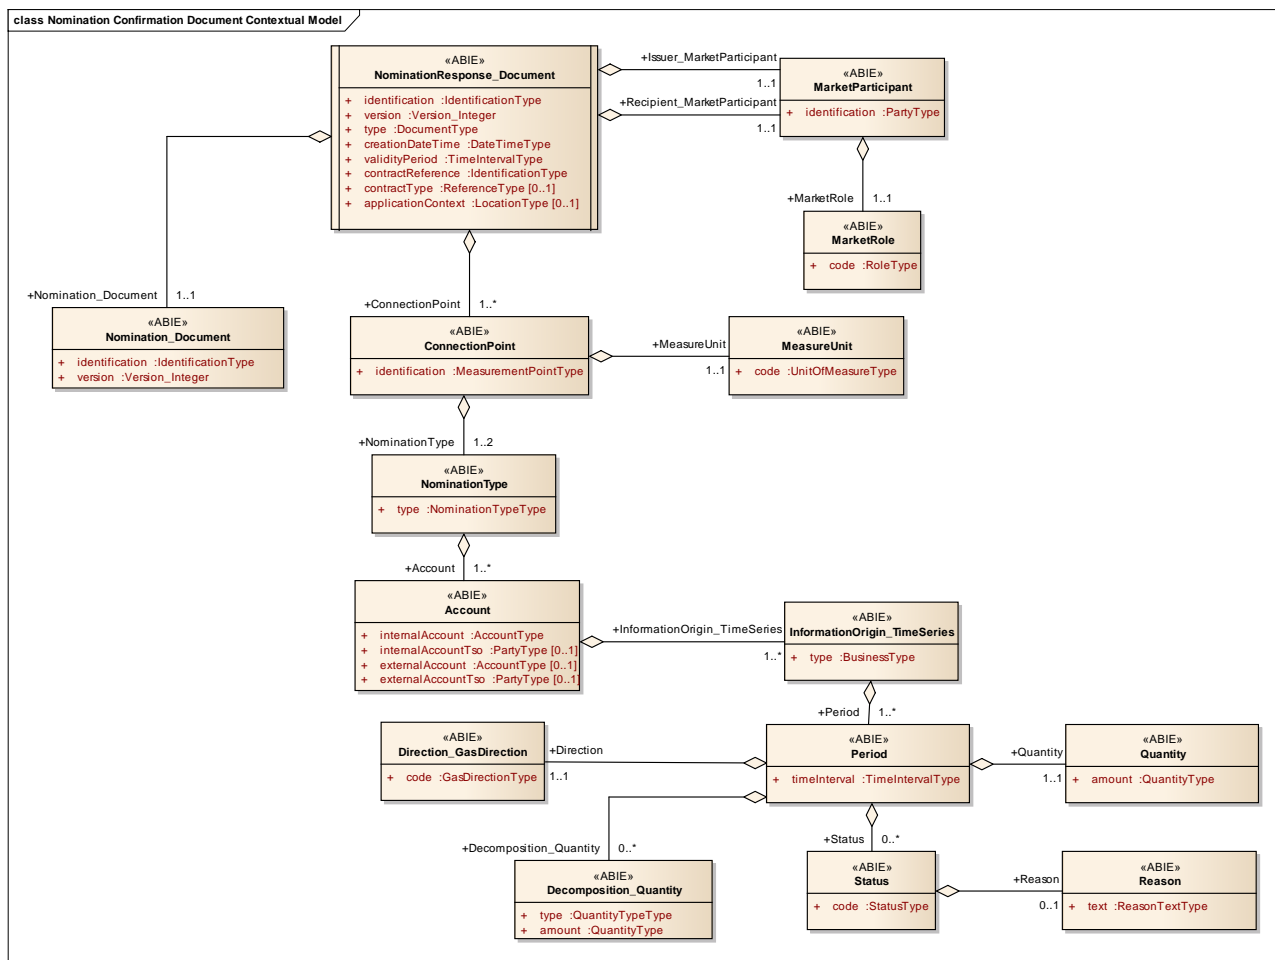 class Nomination Confirmation Document Contextual Model
«ABIE»
NominationResponse_Document
+ identification :IdentificationType
+ version :Version_Integer
+ type :DocumentType
+ creationDateTime :DateTimeType
+ validityPeriod :TimeIntervalType
+ contractReference :IdentificationType
+ contractType :ReferenceType [0..1]
+ applicationContext :LocationType [0..1]
+Issuer_MarketParticipant
1..1
+Recipient_MarketParticipant
1..1
«ABIE»
MarketParticipant
+ identification :PartyType
+MarketRole
1..1
«ABIE»
MarketRole
+ code :RoleType
+Nomination_Document
1..1
«ABIE»
Nomination_Document
+ identification :IdentificationType
+ version :Version_Integer
+ConnectionPoint
1..*
«ABIE»
ConnectionPoint
+ identification :MeasurementPointType
+MeasureUnit
1..1
«ABIE»
MeasureUnit
+ code :UnitOfMeasureType
+NominationType
1..2
«ABIE»
NominationType
+ type :NominationTypeType
+Account
1..*
«ABIE»
Account
+ internalAccount :AccountType
+ internalAccountTso :PartyType [0..1]
+ externalAccount :AccountType [0..1]
+ externalAccountTso :PartyType [0..1]
+InformationOrigin_TimeSeries
1..*
«ABIE»
InformationOrigin_TimeSeries
+ type :BusinessType
+Period
1..*
«ABIE»
Direction_GasDirection
+ code :GasDirectionType
+Direction
1..1
«ABIE»
Period
+ timeInterval :TimeIntervalType
+Quantity
1..1
«ABIE»
Quantity
+ amount :QuantityType
+Decomposition_Quantity
0..*
«ABIE»
Decomposition_Quantity
+ type :QuantityTypeType
+ amount :QuantityType
+Status
0..*
«ABIE»
Status
+ code :StatusType
+Reason
0..1
«ABIE»
Reason
+ text :ReasonTextType